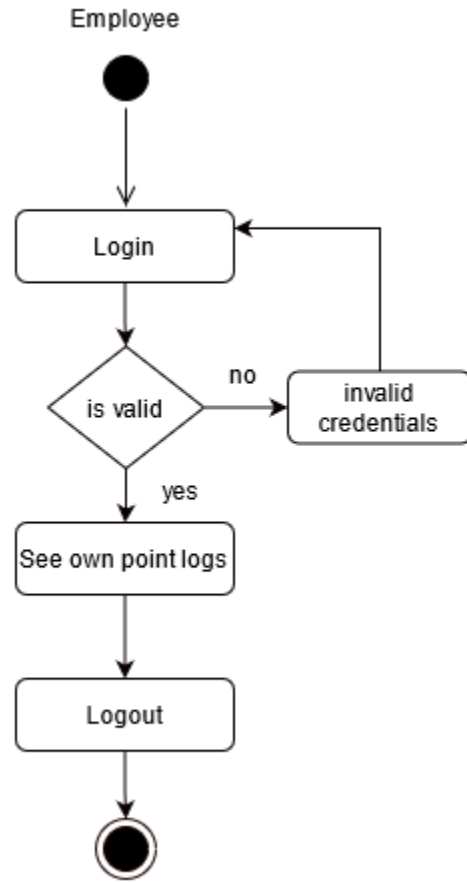 Employee
Login
is valid
no
invalid
credentials
yes
See own point logs
Logout